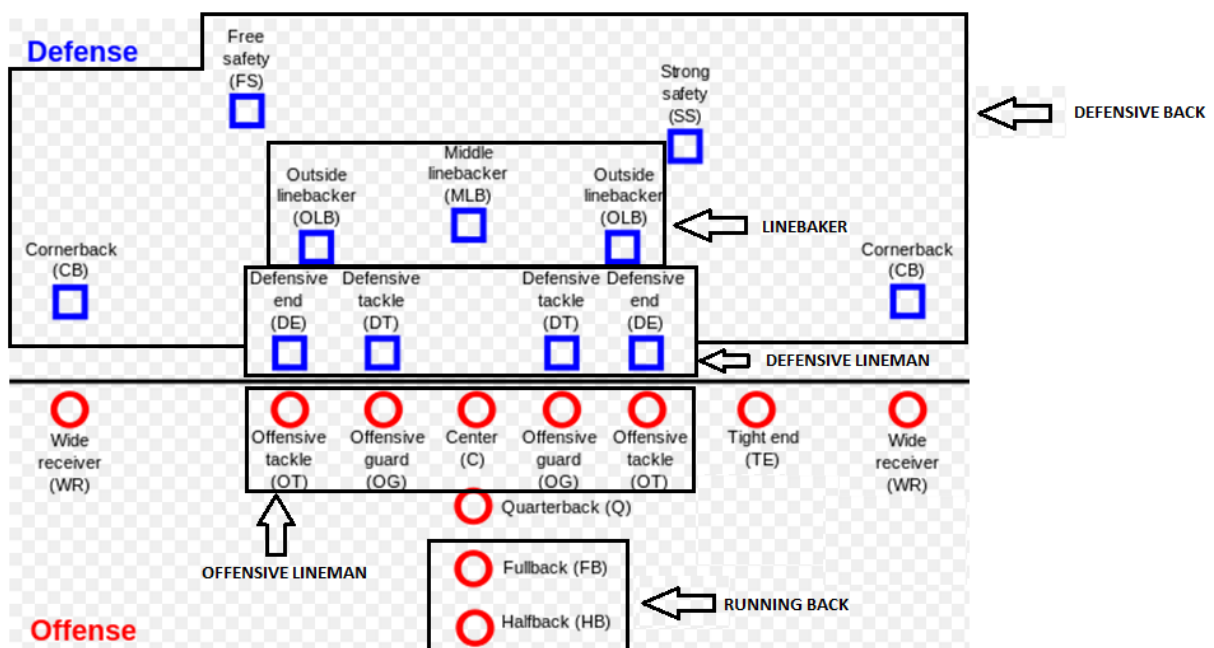 Defense
Free
safety
(FS)
Strong
safety
(SS)
DEFENSIVE BACK
Middle
linebacker
(MLB)
Outside
linebacker
(OLB)
Outside
linebacker
(OLB)
LINEBAKER
Cornerback
(CB)
Cornerback
(CB)
Defensive
end
(DE)
Defensive
tackle
(DT)
Defensive
tackle
(DT)
Defensive
end
(DE)
DEFENSIVE LINEMAN
Wide
receiver
(WR)
Offensive
tackle
(OT)
Offensive
guard
(OG)
Center
(C)
Offensive
guard
(OG)
Offensive
tackle
(OT)
Tight end
(TE)
Wide
receiver
(WR)
Quarterback (Q)
OFFENSIVE LINEMAN
Fullback (FB)
RUNNING BACK
Halfback (HB)
Offense